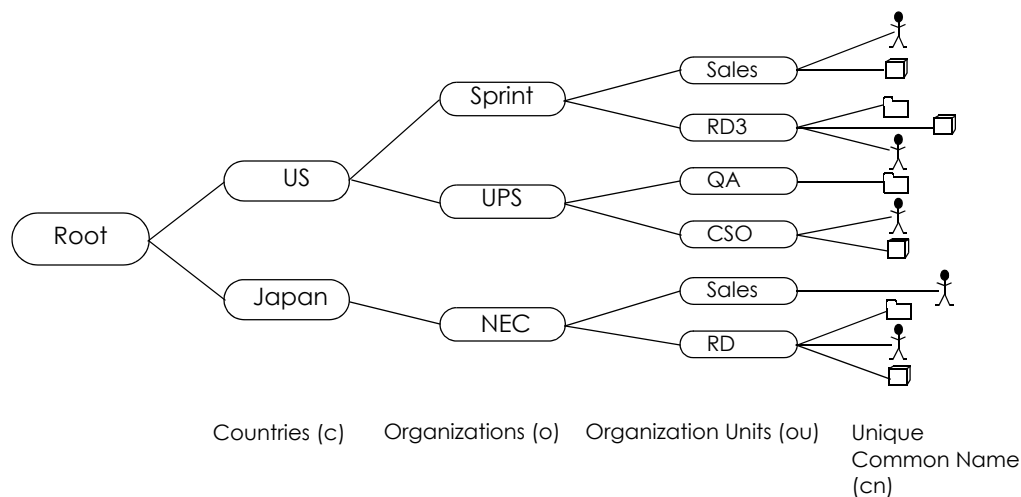 Root
US
Japan
Sprint
UPS
NEC
Sales
RD3
QA
CSO
Sales
RD
Countries (c)
Organizations (o)
Organization Units (ou)
Unique
Common Name
(cn)